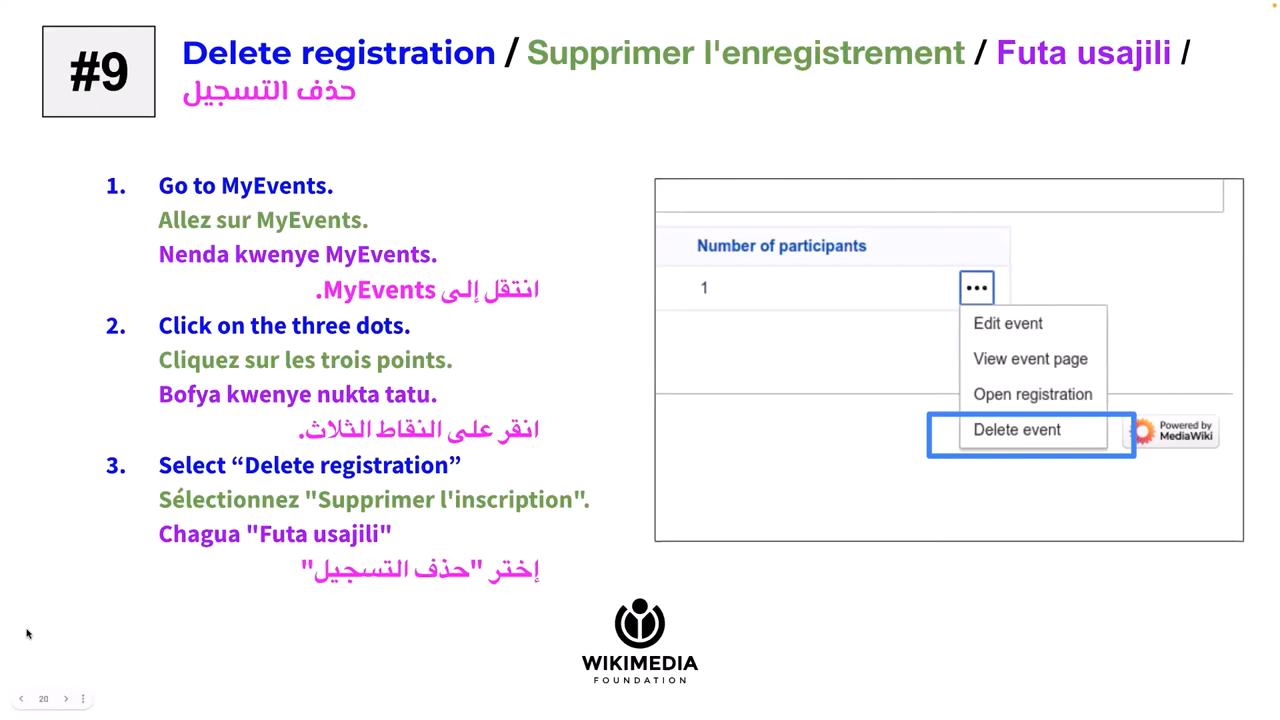 #9
Delete registration / Supprimer l'enregistrement / Futa usajili /
حذف التسجيل
1. Go to MyEvents.
Allez sur MyEvents.
Nenda kwenye MyEvents.
انتقل إلى MyEvents.
2. Click on the three dots.
Cliquez sur les trois points.
Bofya kwenye nukta tatu.
انقر على النقاط الثلاث.
3. Select “Delete registration”
Sélectionnez "Supprimer l'inscription".
Chagua "Futa usajili"
إختر "حذف التسجيل"
Number of participants
1
Edit event
View event page
Open registration
Delete event
Powered by
MediaWiki
WIKIMEDIA
FOUNDATION
20